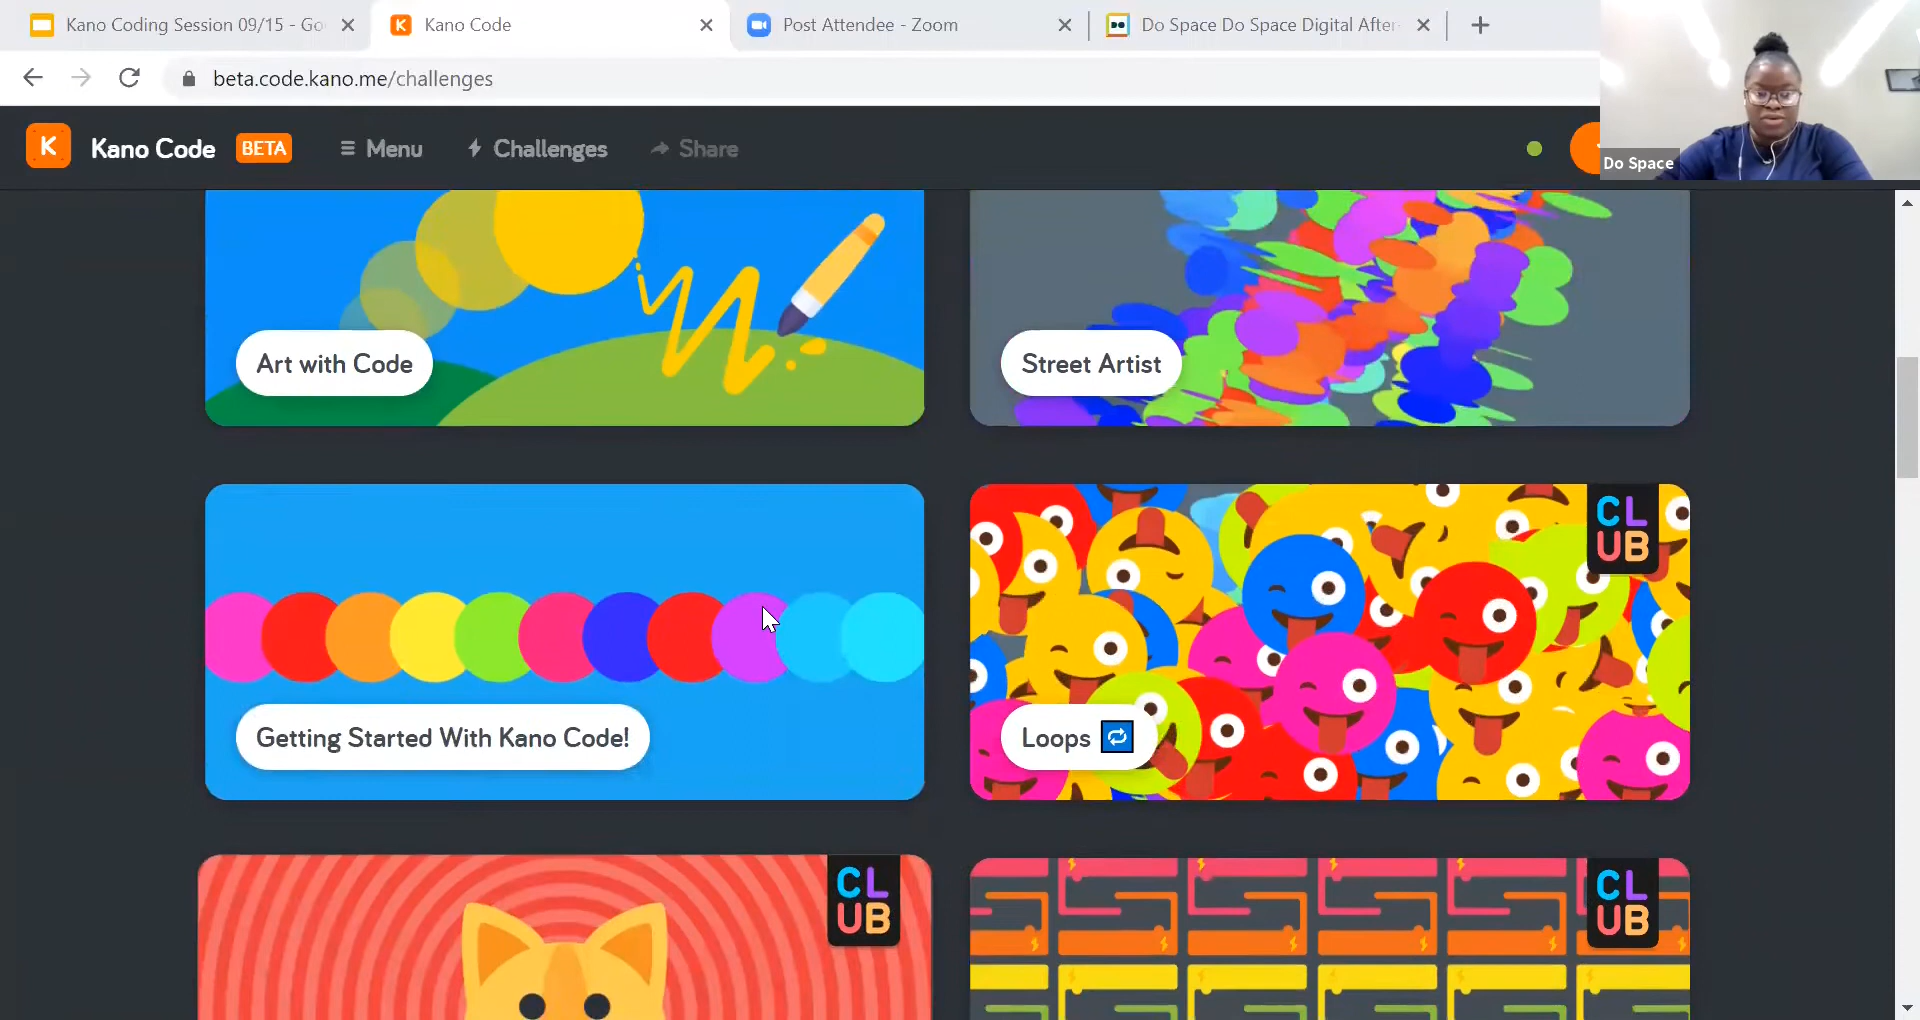 Kano Coding Session 09/15 - Go
Kano Code
Post Attendee - Zoom
Do Space Do Space Digital After-
beta.code.kano.me/challenges
K
Kano Code
BETA
Menu
Challenges
Share
Do Space
Art with Code
Street Artist
CL
UB
Getting Started With Kano Code!
Loops
CL
UB
CL
UB